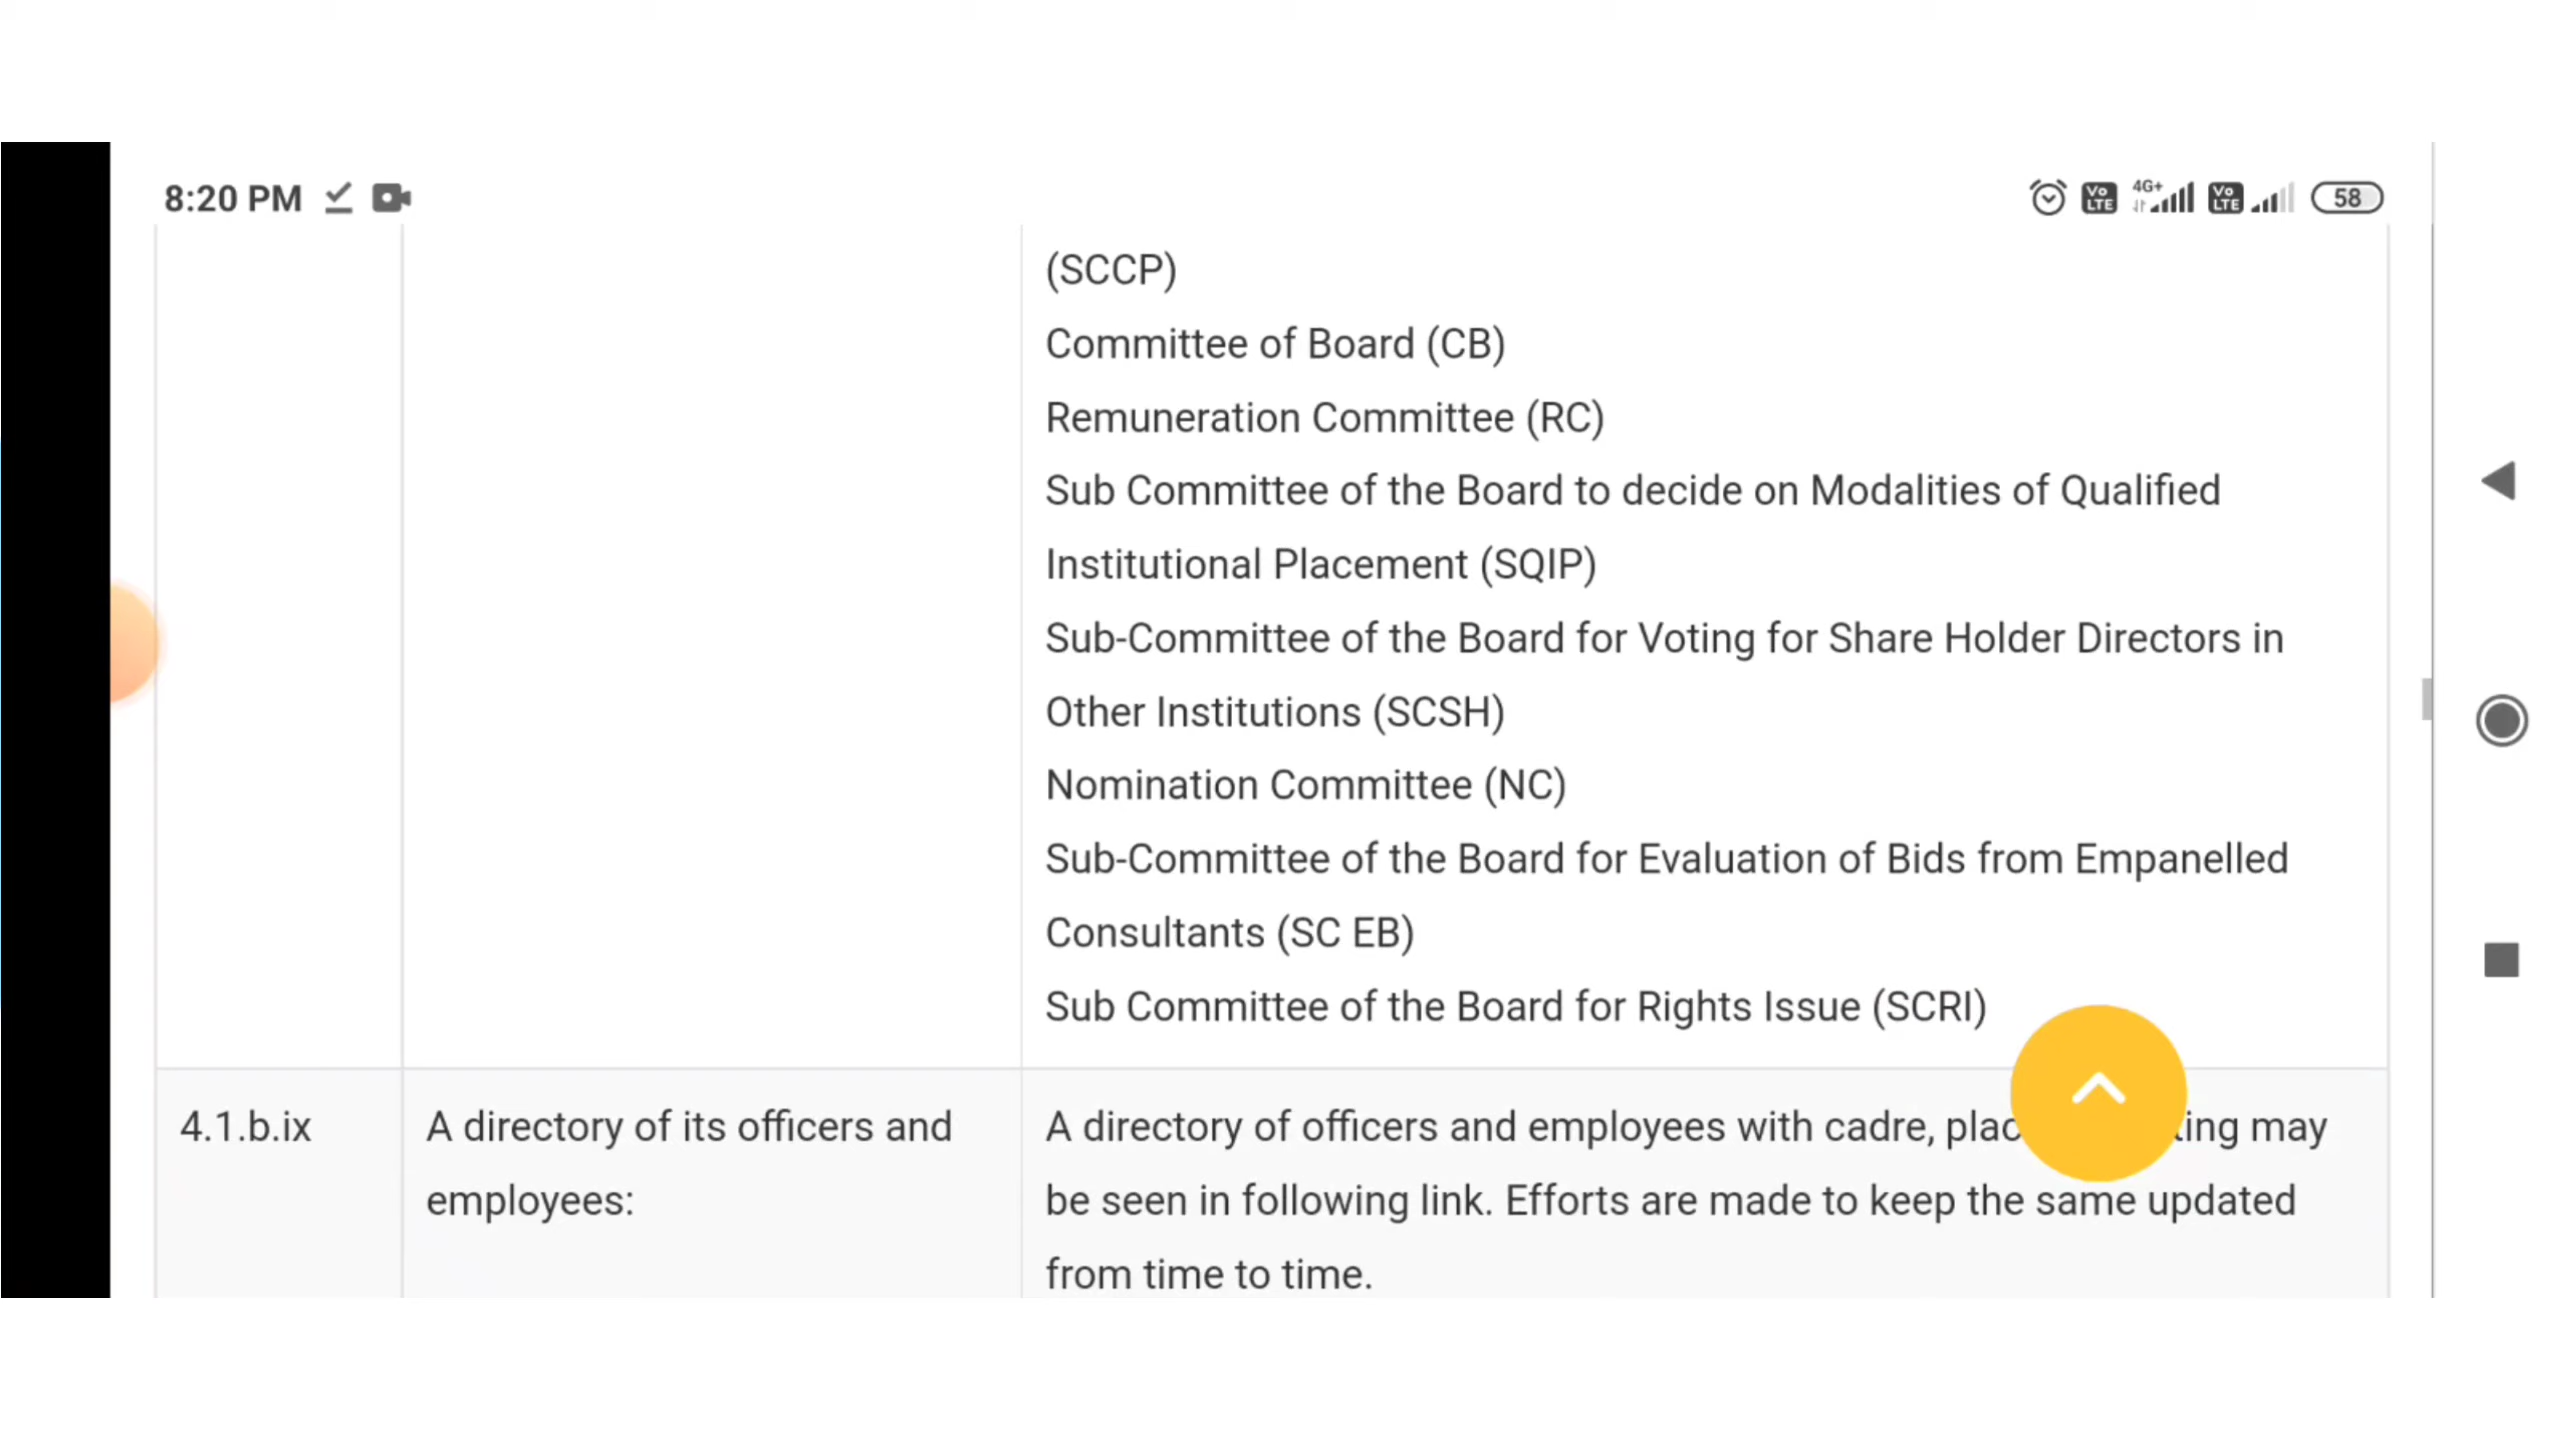 8:20 PM
Vo LTE 4G+ Vo LTE 58
(SCCP)
Committee of Board (CB)
Remuneration Committee (RC)
Sub Committee of the Board to decide on Modalities of Qualified
Institutional Placement (SQIP)
Sub-Committee of the Board for Voting for Share Holder Directors in
Other Institutions (SCSH)
Nomination Committee (NC)
Sub-Committee of the Board for Evaluation of Bids from Empanelled
Consultants (SC EB)
Sub Committee of the Board for Rights Issue (SCRI)
4.1.b.ix
A directory of its officers and
employees:
A directory of officers and employees with cadre, may
be seen in following link. Efforts are made to keep the same updated
from time to time.